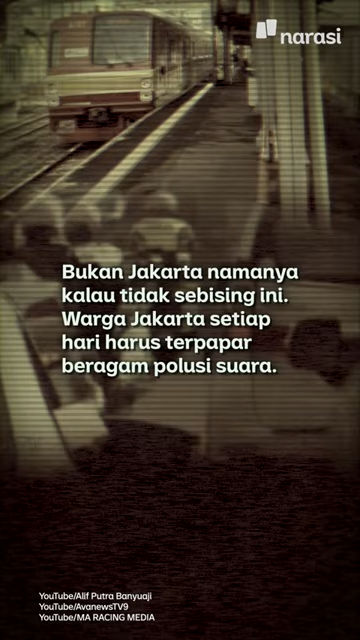 narasi
Bukan Jakarta namanya
kalau tidak sebising ini.
Warga Jakarta setiap
hari harus terpapar
beragam polusi suara.
YouTube/Alif Putra Banyuaji
YouTube/AvanewsTV9
YouTube/MA RACING MEDIA